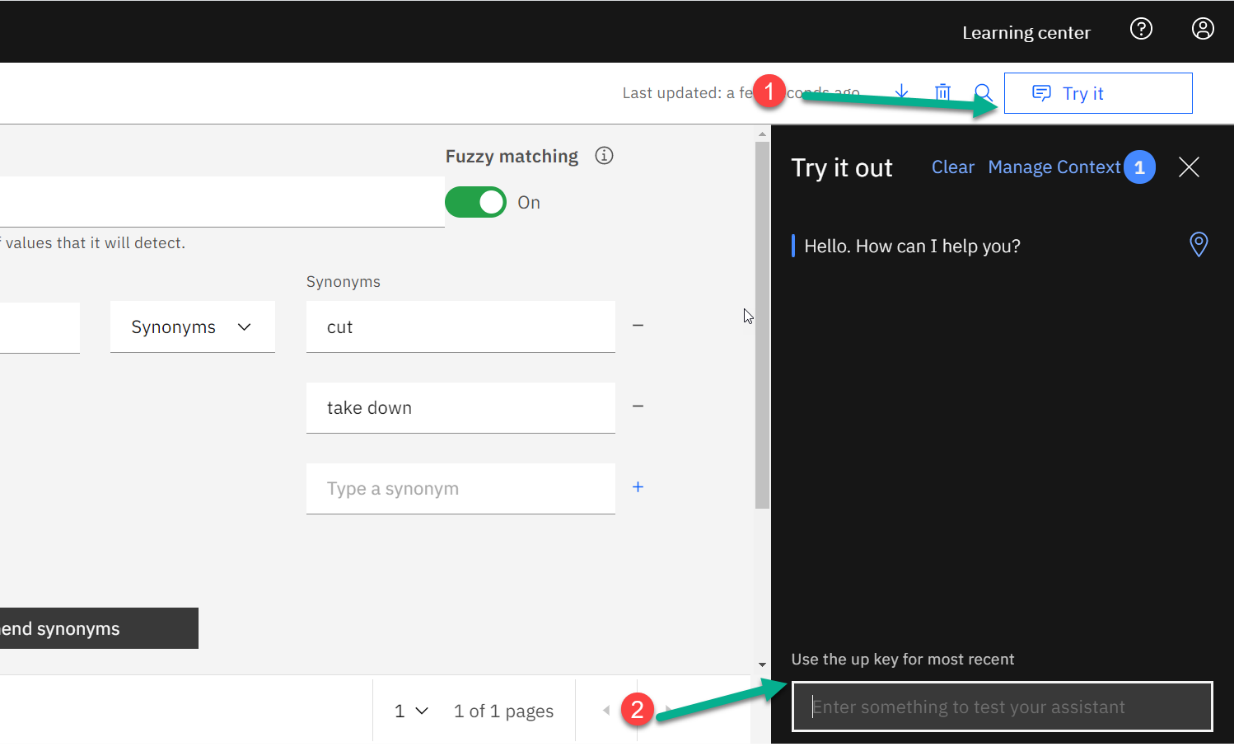 Learning center
Last updated: a fe conds ago
1
Try it
Fuzzy matching
On
values that it will detect.
Synonyms
Synonyms
cut
take down
Type a synonym
end synonyms
1
1 of 1 pages
2
Try it out
Clear
Manage Context
1
Hello. How can I help you?
Use the up key for most recent
Enter something to test your assistant